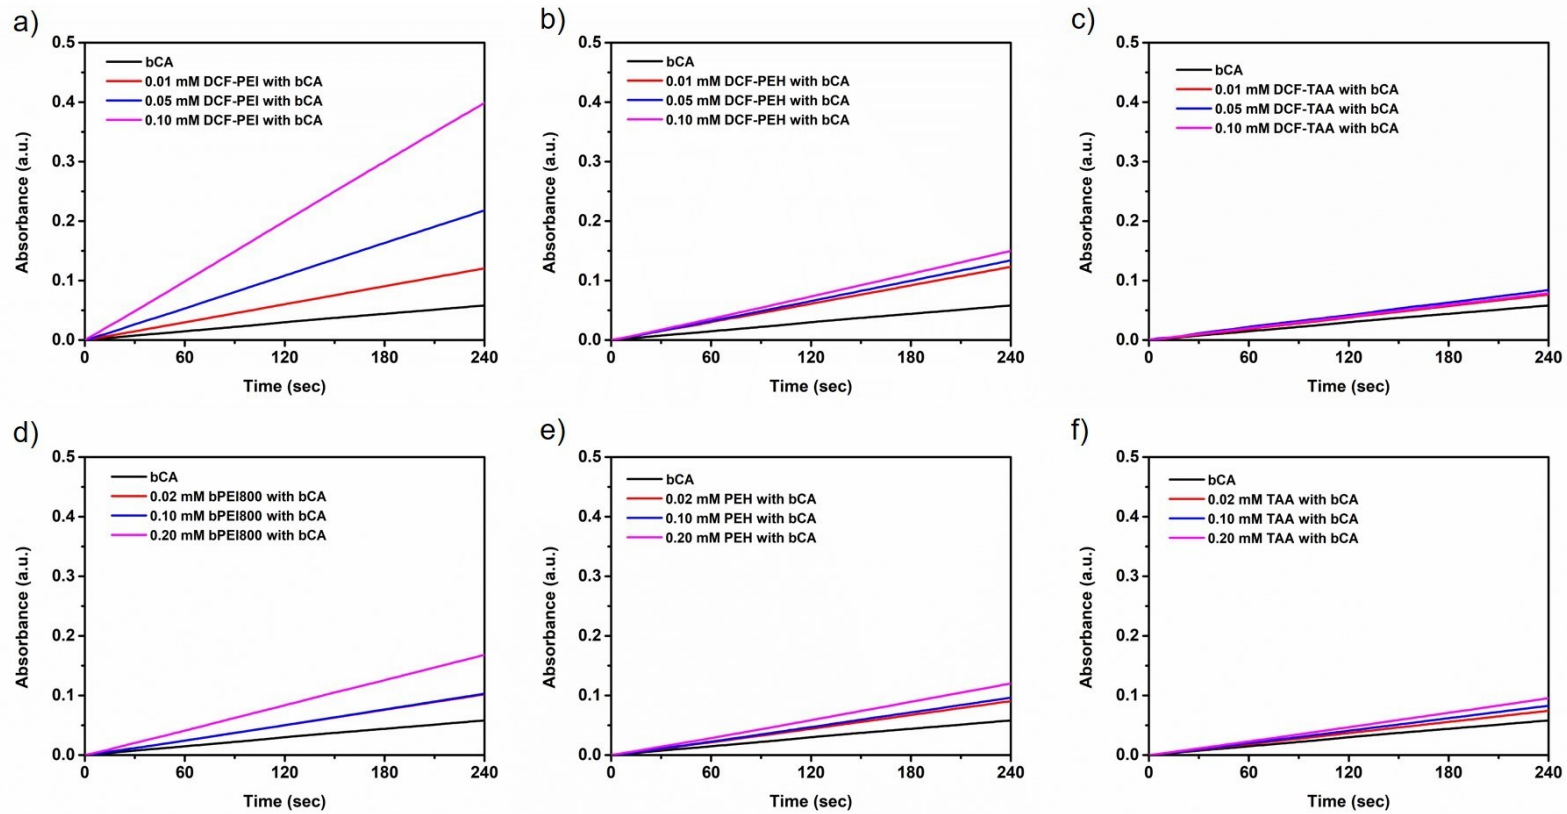 a)
0.5
0.4
0.3
0.2
0.1
0.0
Absorbance (a.u.)
bCA
0.01 mM DCF-PEI with bCA
0.05 mM DCF-PEI with bCA
0.10 mM DCF-PEI with bCA
0 60 120 180 240
Time (sec)
b)
0.5
0.4
0.3
0.2
0.1
0.0
Absorbance (a.u.)
bCA
0.01 mM DCF-PEH with bCA
0.05 mM DCF-PEH with bCA
0.10 mM DCF-PEH with bCA
0 60 120 180 240
Time (sec)
c)
0.5
0.4
0.3
0.2
0.1
0.0
Absorbance (a.u.)
bCA
0.01 mM DCF-TAA with bCA
0.05 mM DCF-TAA with bCA
0.10 mM DCF-TAA with bCA
0 60 120 180 240
Time (sec)
d)
0.5
0.4
0.3
0.2
0.1
0.0
Absorbance (a.u.)
bCA
0.02 mM bPEI800 with bCA
0.10 mM bPEI800 with bCA
0.20 mM bPEI800 with bCA
0 60 120 180 240
Time (sec)
e)
0.5
0.4
0.3
0.2
0.1
0.0
Absorbance (a.u.)
bCA
0.02 mM PEH with bCA
0.10 mM PEH with bCA
0.20 mM PEH with bCA
0 60 120 180 240
Time (sec)
f)
0.5
0.4
0.3
0.2
0.1
0.0
Absorbance (a.u.)
bCA
0.02 mM TAA with bCA
0.10 mM TAA with bCA
0.20 mM TAA with bCA
0 60 120 180 240
Time (sec)